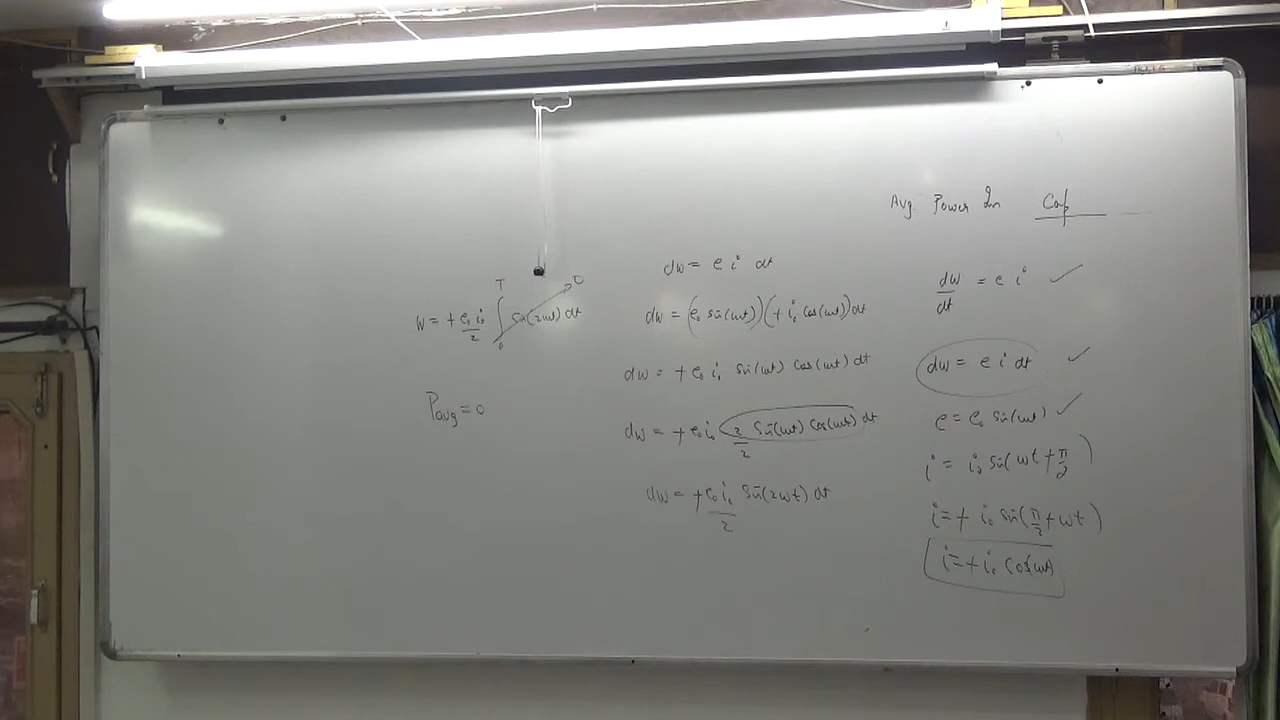 Avg. Power In Cap
dw/dt = e i ✓
dw = e i dt ✓
e = e₀ sin(ωt) ✓
i = i₀ sin(ωt + π/2)
i = + i₀ sin(π/2 + ωt)
i = + i₀ cos(ωt)
dw = e i dt
dw = (e₀ sin(ωt)) (+ i₀ cos(ωt)) dt
dw = + e₀ i₀ sin(ωt) cos(ωt) dt
dw = + e₀ i₀ 2/2 sin(ωt) cos(ωt) dt
dw = + e₀ i₀/2 sin(2ωt) dt
w = + e₀ i₀/2 ∫₀ᵀ sin(2ωt) dt → 0
Pavg = 0